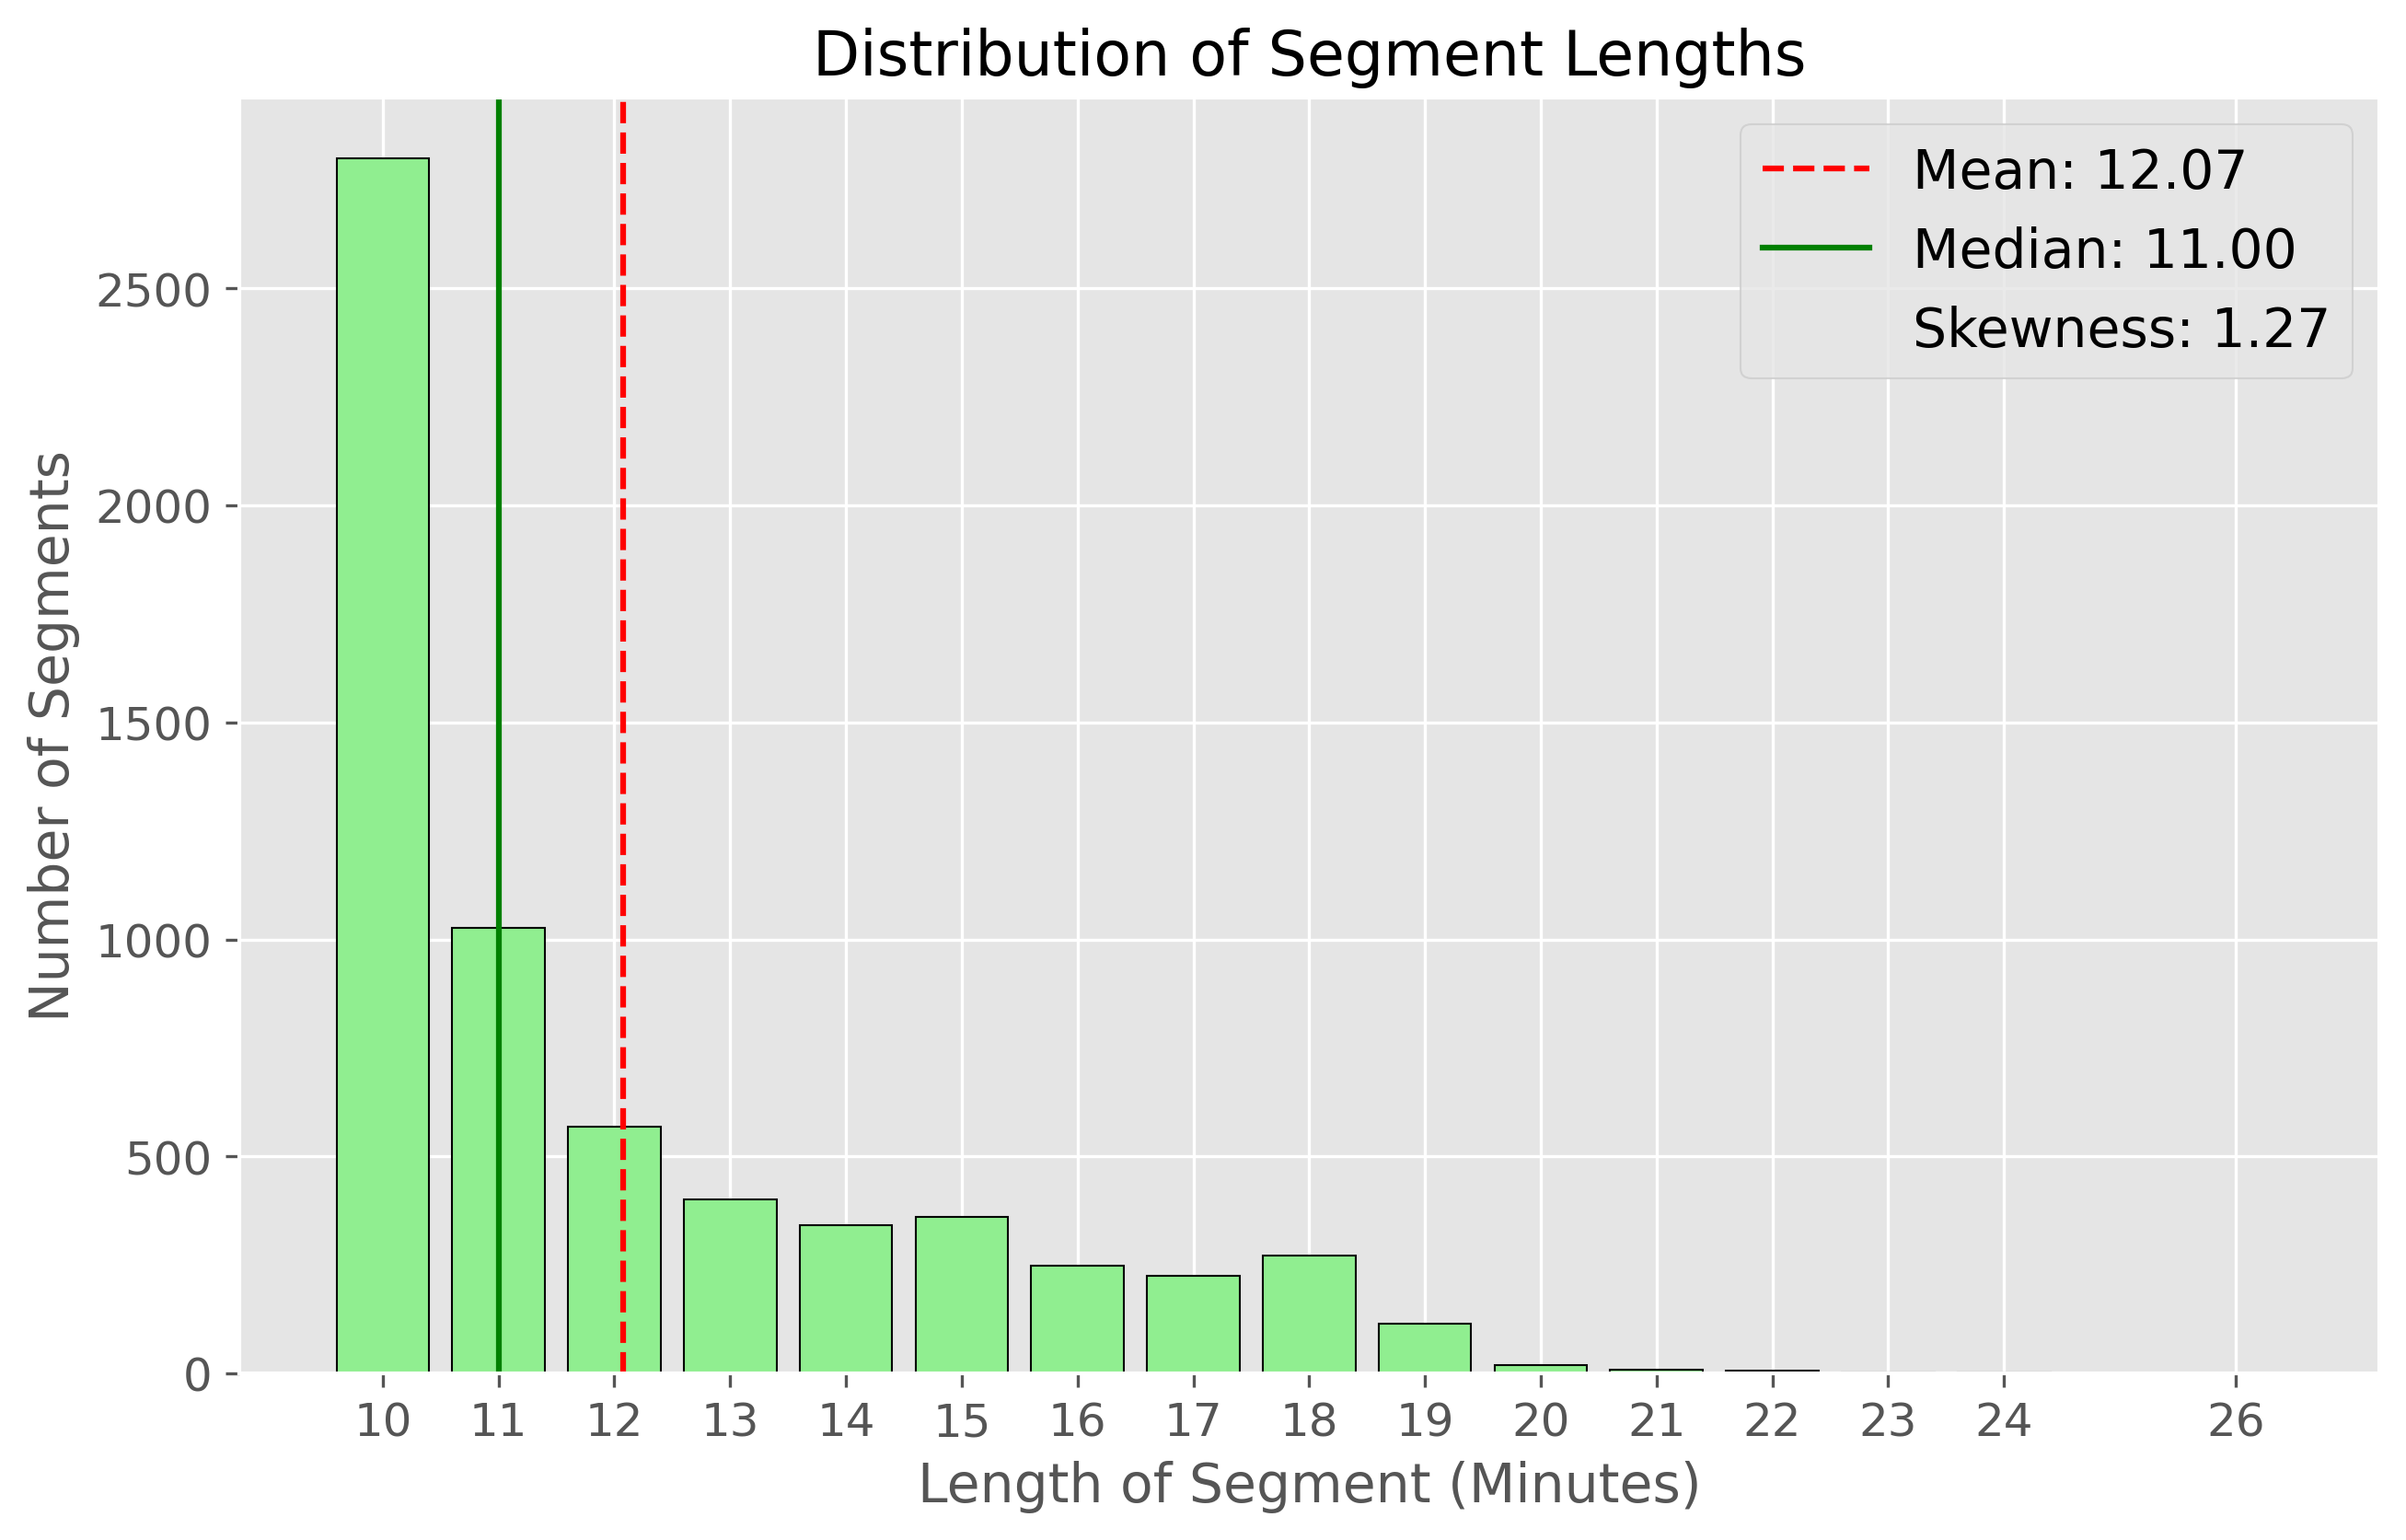 Distribution of Segment Lengths
Mean: 12.07
Median: 11.00
Skewness: 1.27
Number of Segments
2500
2000
1500
1000
500
0
10 11 12 13 14 15 16 17 18 19 20 21 22 23 24 26
Length of Segment (Minutes)